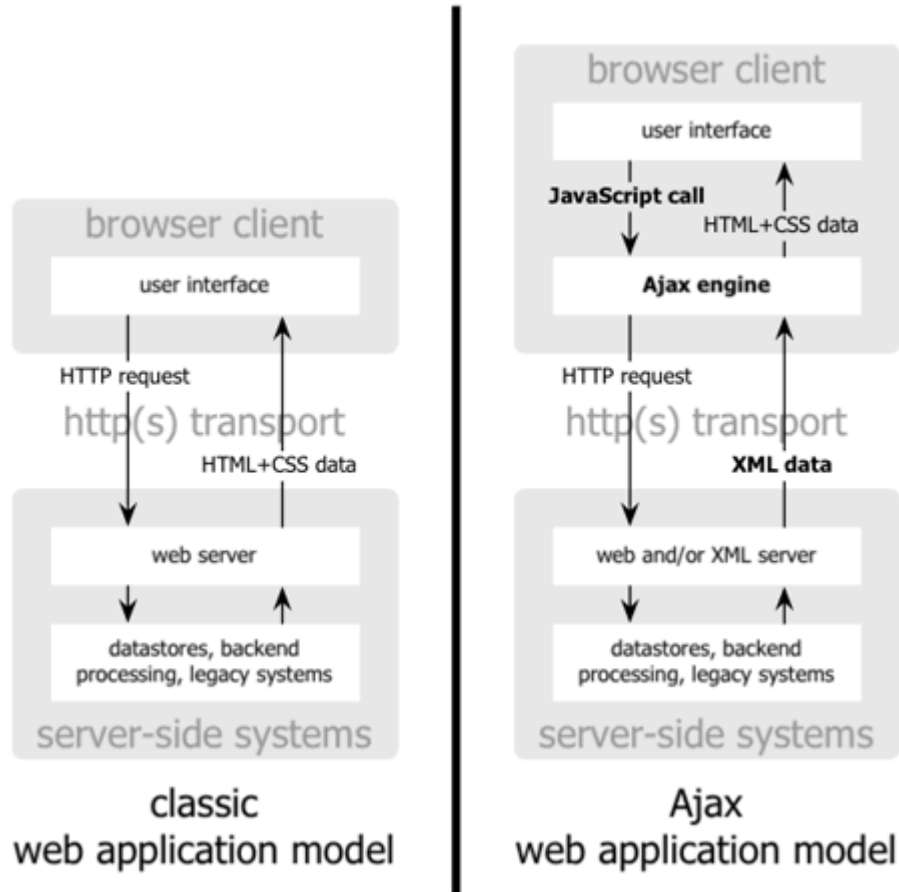 browser client
user interface
HTTP request
http(s) transport
HTML+CSS data
web server
datastores, backend
processing, legacy systems
server-side systems
classic
web application model
browser client
user interface
JavaScript call
HTML+CSS data
Ajax engine
HTTP request
http(s) transport
XML data
web and/or XML server
datastores, backend
processing, legacy systems
server-side systems
Ajax
web application model